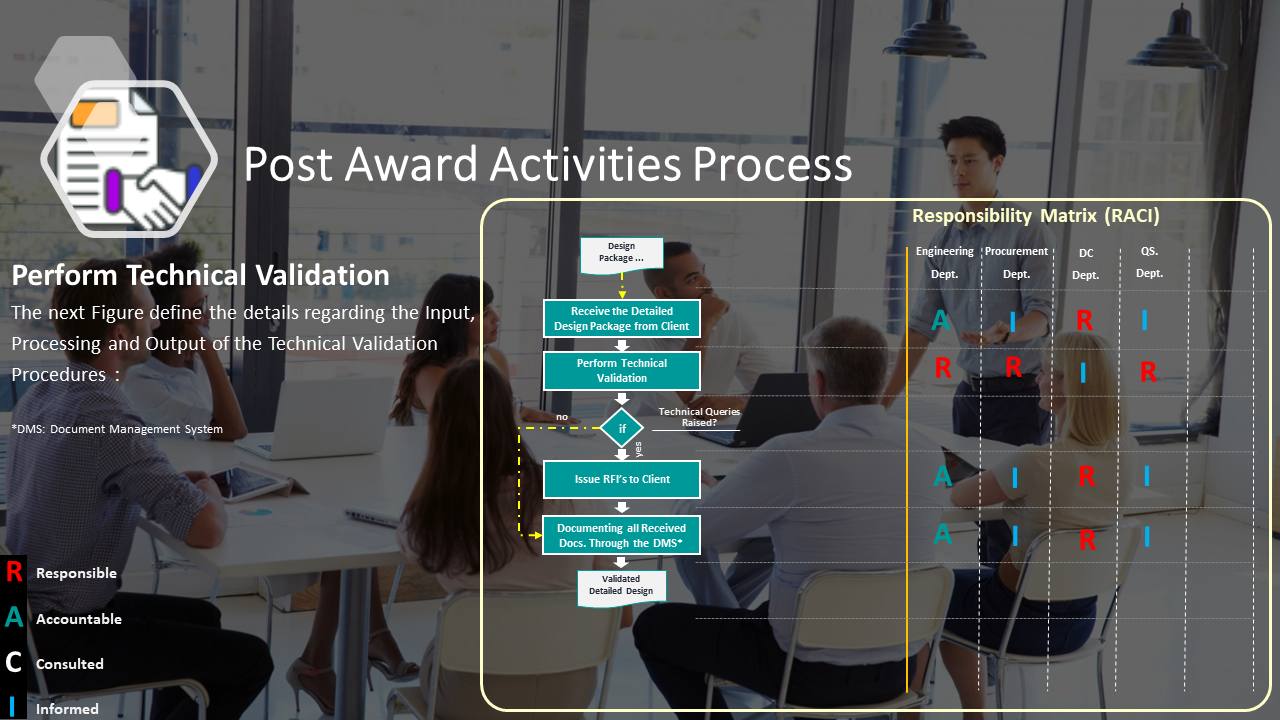 Post Award Activities Process
Perform Technical Validation
The next Figure define the details regarding the Input,
Processing and Output of the Technical Validation
Procedures :
*DMS: Document Management System
R Responsible
A Accountable
C Consulted
I Informed
Design
Package ...
Receive the Detailed
Design Package from Client
Perform Technical
Validation
no
if
Technical Queries
Raised?
yes
Issue RFI's to Client
Documenting all Received
Docs. Through the DMS*
Validated
Detailed Design
Responsibility Matrix (RACI)
Engineering Procurement DC QS.
Dept. Dept. Dept. Dept.
A I R I
R R I R
A I R I
A I R I